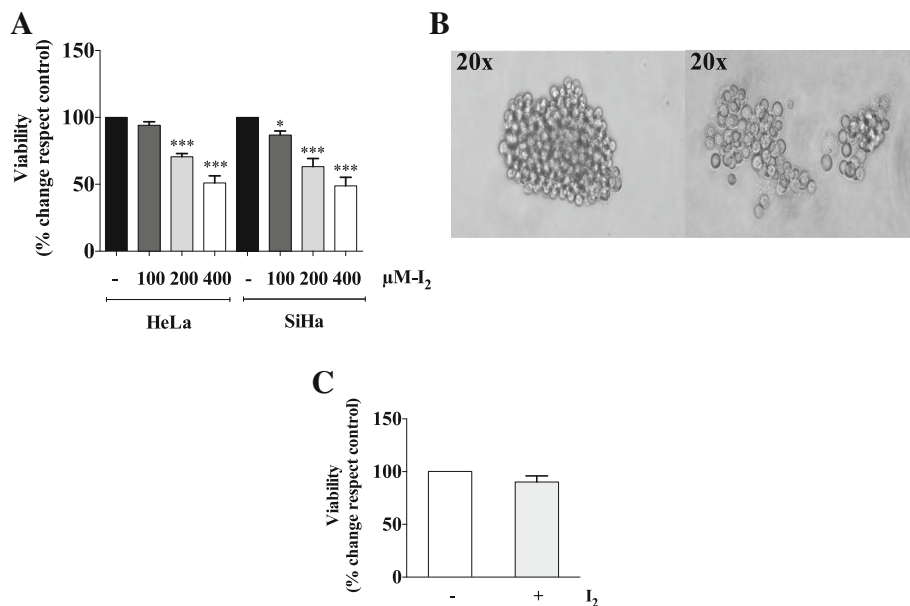 A
Viability
(% change respect control)
150
100
50
0
*
***
***
***
***
- 100 200 400 - 100 200 400 μM-I₂
HeLa SiHa
B
20x 20x
C
Viability
(% change respect control)
150
100
50
0
- + I₂